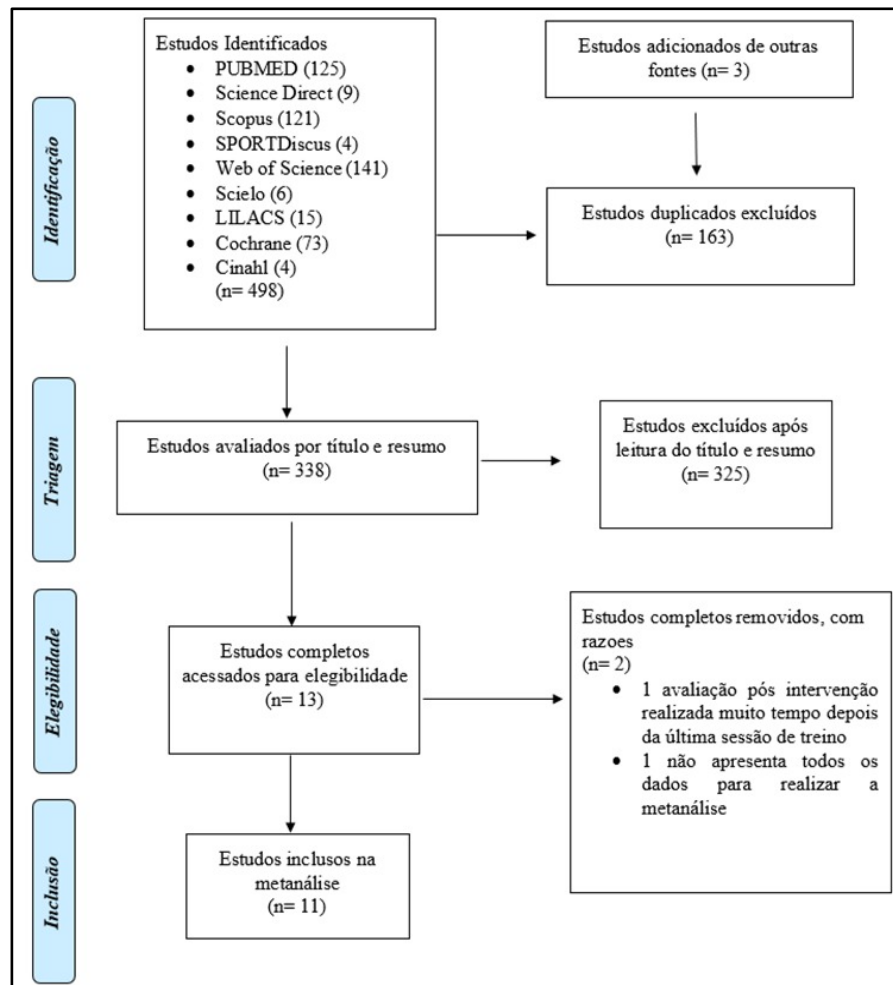 Identificação
Estudos Identificados
• PUBMED (125)
• Science Direct (9)
• Scopus (121)
• SPORTDiscus (4)
• Web of Science (141)
• Scielo (6)
• LILACS (15)
• Cochrane (73)
• Cinahl (4)
(n= 498)
Estudos adicionados de outras
fontes (n= 3)
Estudos duplicados excluídos
(n= 163)
Triagem
Estudos avaliados por título e resumo
(n= 338)
Estudos excluídos após
leitura do título e resumo
(n= 325)
Elegibilidade
Estudos completos
acessados para elegibilidade
(n= 13)
Estudos completos removidos, com
razoes
(n= 2)
• 1 avaliação pós intervenção
realizada muito tempo depois
da última sessão de treino
• 1 não apresenta todos os
dados para realizar a
metanálise
Inclusão
Estudos inclusos na
metanálise
(n= 11)